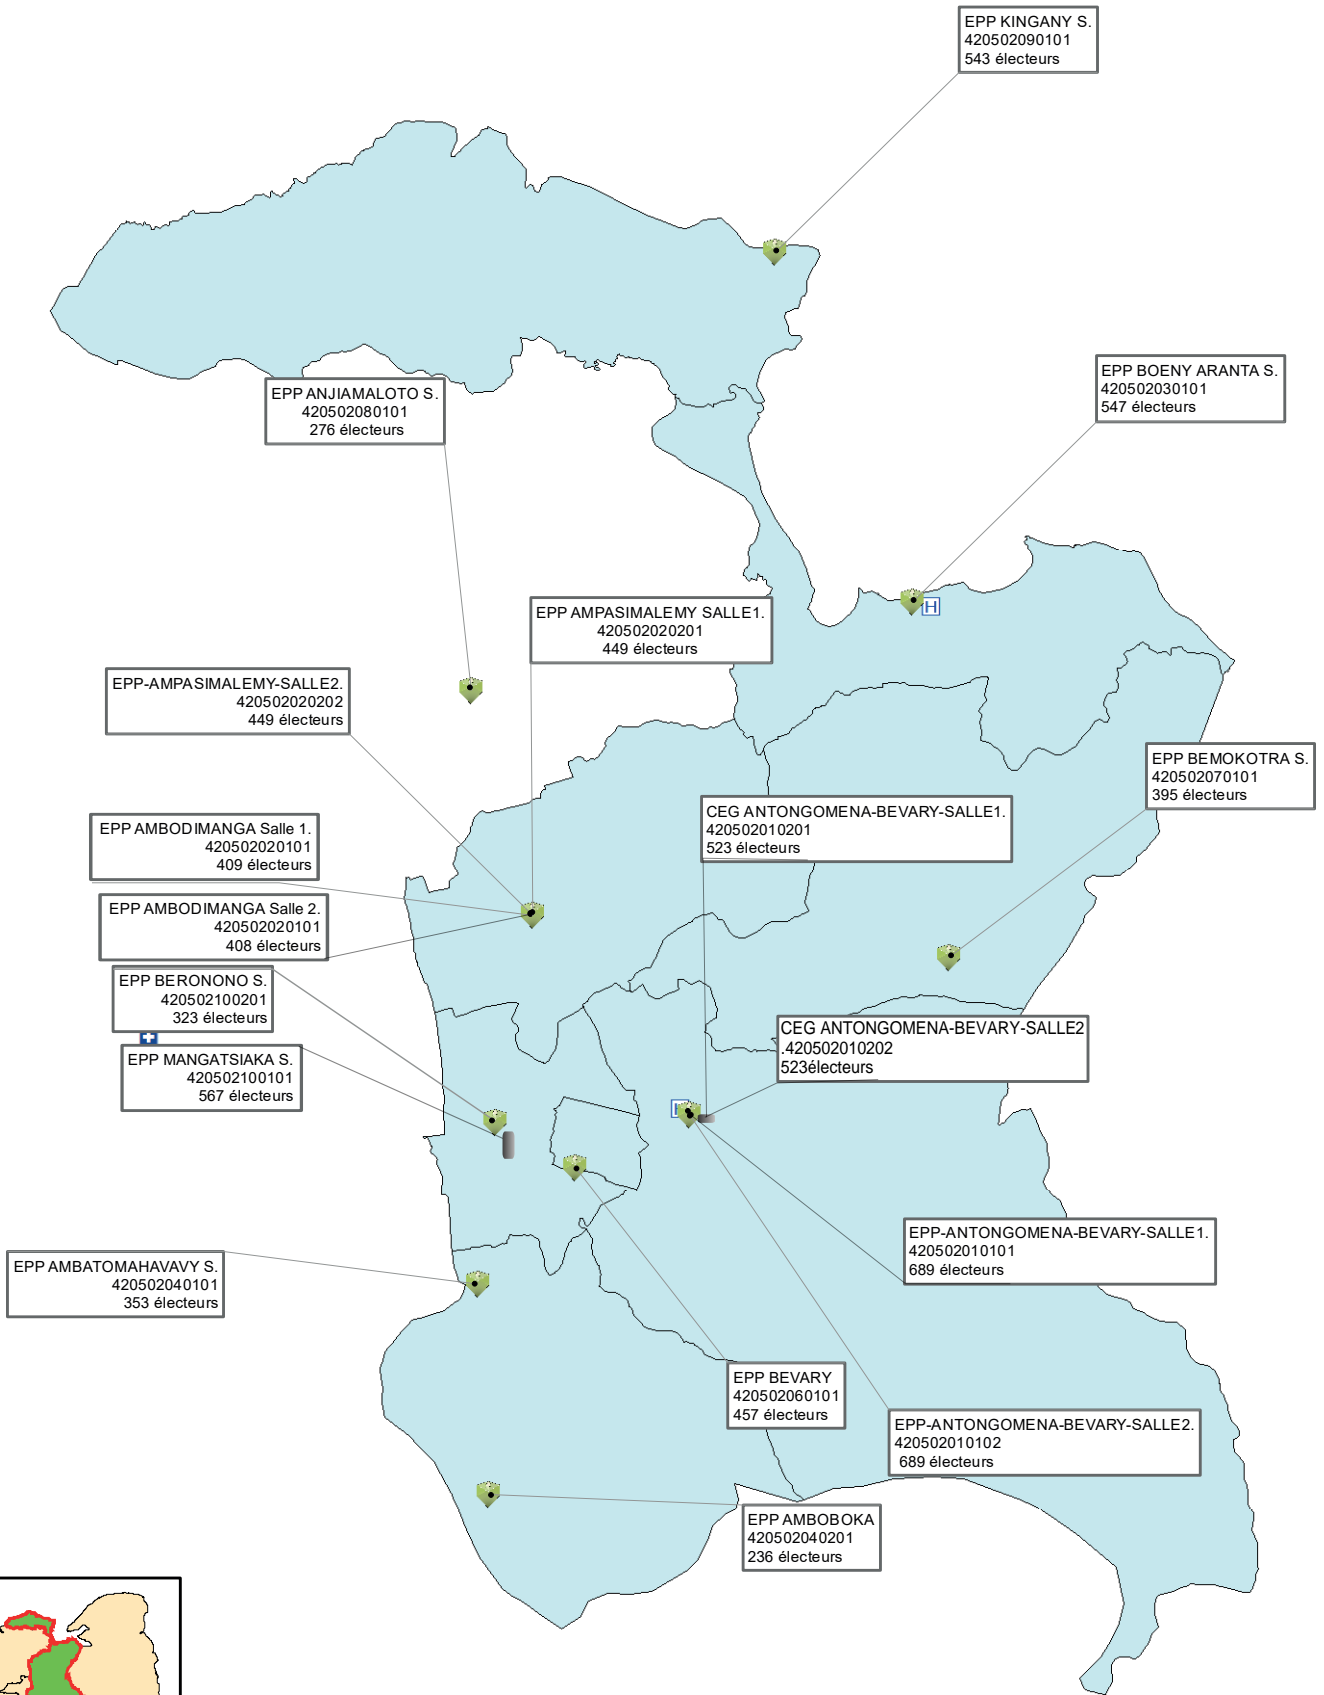 EPP KINGANY S.
420502090101
543 électeurs
EPP BOENY ARANTA S.
420502030101
547 électeurs
EPP ANJIAMALOTO S.
420502080101
276 électeurs
EPP AMPASIMALEMY SALLE1.
420502020201
449 électeurs
EPP-AMPASIMALEMY-SALLE2.
420502020202
449 électeurs
H
EPP BEMOKOTRA S.
420502070101
395 électeurs
CEG ANTONGOMENA-BEVARY-SALLE1.
420502010201
523 électeurs
EPP AMBODIMANGA Salle 1.
420502020101
409 électeurs
EPP AMBODIMANGA Salle 2.
420502020101
408 électeurs
EPP BERONONO S.
420502100201
323 électeurs
CEG ANTONGOMENA-BEVARY-SALLE2
.420502010202
523électeurs
EPP MANGATSIAKA S.
420502100101
567 électeurs
EPP-ANTONGOMENA-BEVARY-SALLE1.
420502010101
689 électeurs
EPP AMBATOMAHAVAVY S.
420502040101
353 électeurs
EPP BEVARY
420502060101
457 électeurs
EPP-ANTONGOMENA-BEVARY-SALLE2.
420502010102
689 électeurs
EPP AMBOBOKA
420502040201
236 électeurs